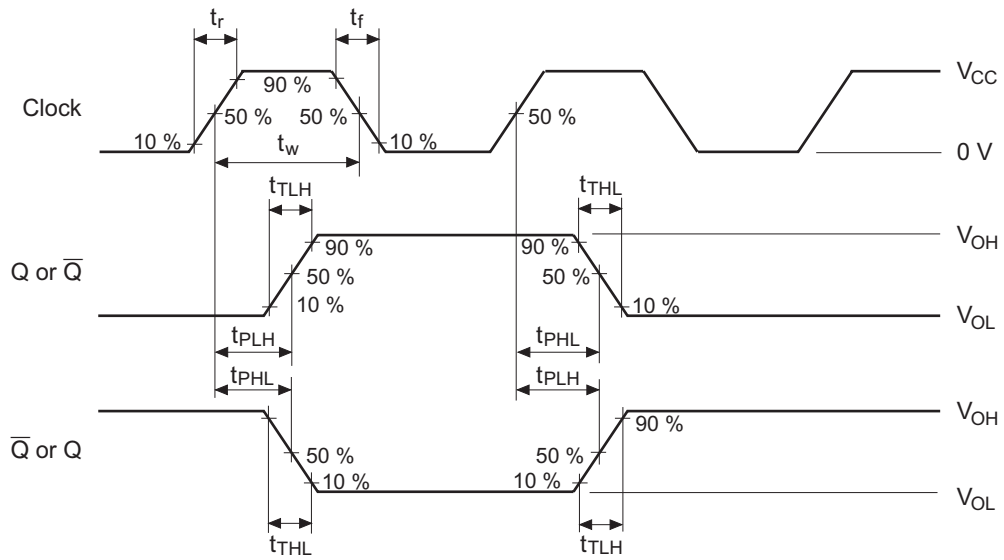 tr
tf
90 %
VCC
Clock
50 %
50 %
50 %
10 %
tw
10 %
0 V
tTLH
tTHL
90 %
90 %
VOH
Q or Q̅
50 %
50 %
10 %
10 %
VOL
tPLH
tPHL
tPHL
tPLH
VOH
90 %
Q̅ or Q
50 %
50 %
10 %
10 %
VOL
tTHL
tTLH